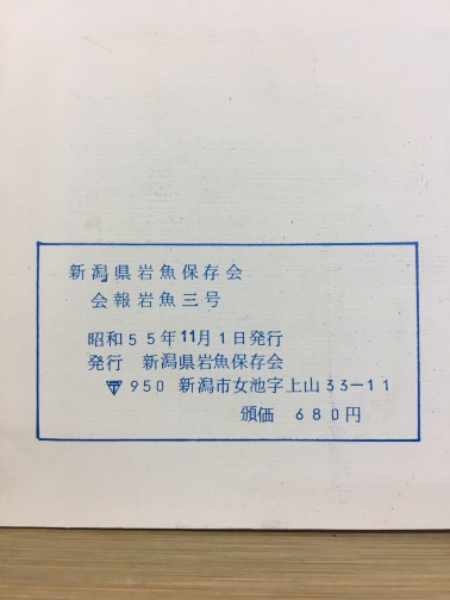 新潟県岩魚保存会
会報岩魚三号
昭和55年11月1日発行
発行 新潟県岩魚保存会
〒950 新潟市女池字上山33－11
頒価 680円